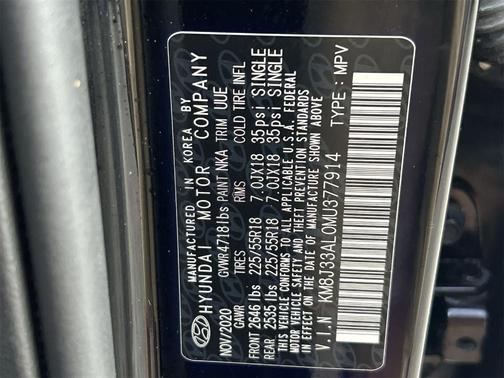 MANUFACTURED IN KOREA BY
HYUNDAI MOTOR COMPANY
NOV/2020 GVWR4718lbs PAINT NKA TRIM UUE
GAWR TIRES RIMS COLD TIRE INFL
FRONT 2646 lbs 225/55R18 7.0JX18 35psi SINGLE
REAR 2535 lbs 225/55R18 7.0JX18 35psi SINGLE
THIS VEHICLE CONFORMS TO ALL APPLICABLE U.S.A. FEDERAL
MOTOR VEHICLE SAFETY AND THEFT PREVENTION STANDARDS
IN EFFECT ON THE DATE OF MANUFACTURE SHOWN ABOVE
V.I.N KM8J33AL0MU377914 TYPE : MPV